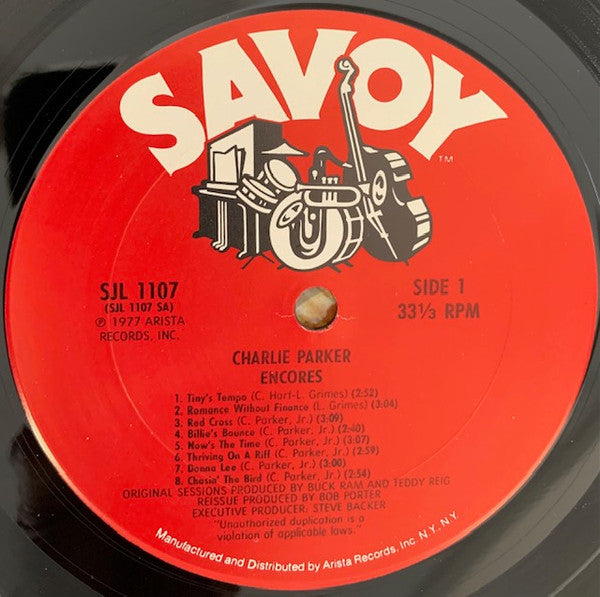 SAVOY
TM
SJL 1107
(SJL 1107 SA)
℗ 1977 ARISTA
RECORDS, INC.
SIDE 1
33⅓ RPM
CHARLIE PARKER
ENCORES
1. Tiny's Tempo (C. Hart-L. Grimes) (2:52)
2. Romance Without Finance (L. Grimes) (3:04)
3. Red Cross (C. Parker, Jr.) (3:09)
4. Billie's Bounce (C. Parker, Jr.) (2:40)
5. Now's The Time (C. Parker, Jr.) (3:07)
6. Thriving On A Riff (C. Parker, Jr.) (2:59)
7. Donna Lee (C. Parker, Jr.) (3:00)
8. Chasin' The Bird (C. Parker, Jr.) (2:54)
ORIGINAL SESSIONS PRODUCED BY BUCK RAM AND TEDDY REIG
REISSUE PRODUCED BY BOB PORTER
EXECUTIVE PRODUCER: STEVE BACKER
"Unauthorized duplication is a
violation of applicable laws."
Manufactured and Distributed by Arista Records, Inc. N.Y., N.Y.